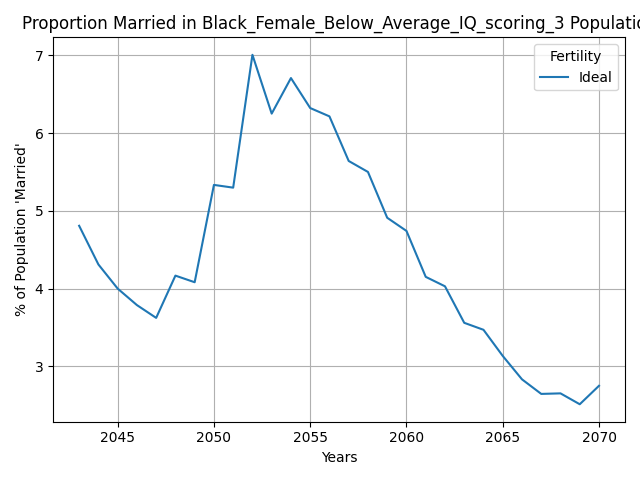 Proportion Married in Black_Female_Below_Average_IQ_scoring_3 Populatio
Fertility
Ideal
% of Population 'Married'
7
6
5
4
3
2045 2050 2055 2060 2065 2070
Years